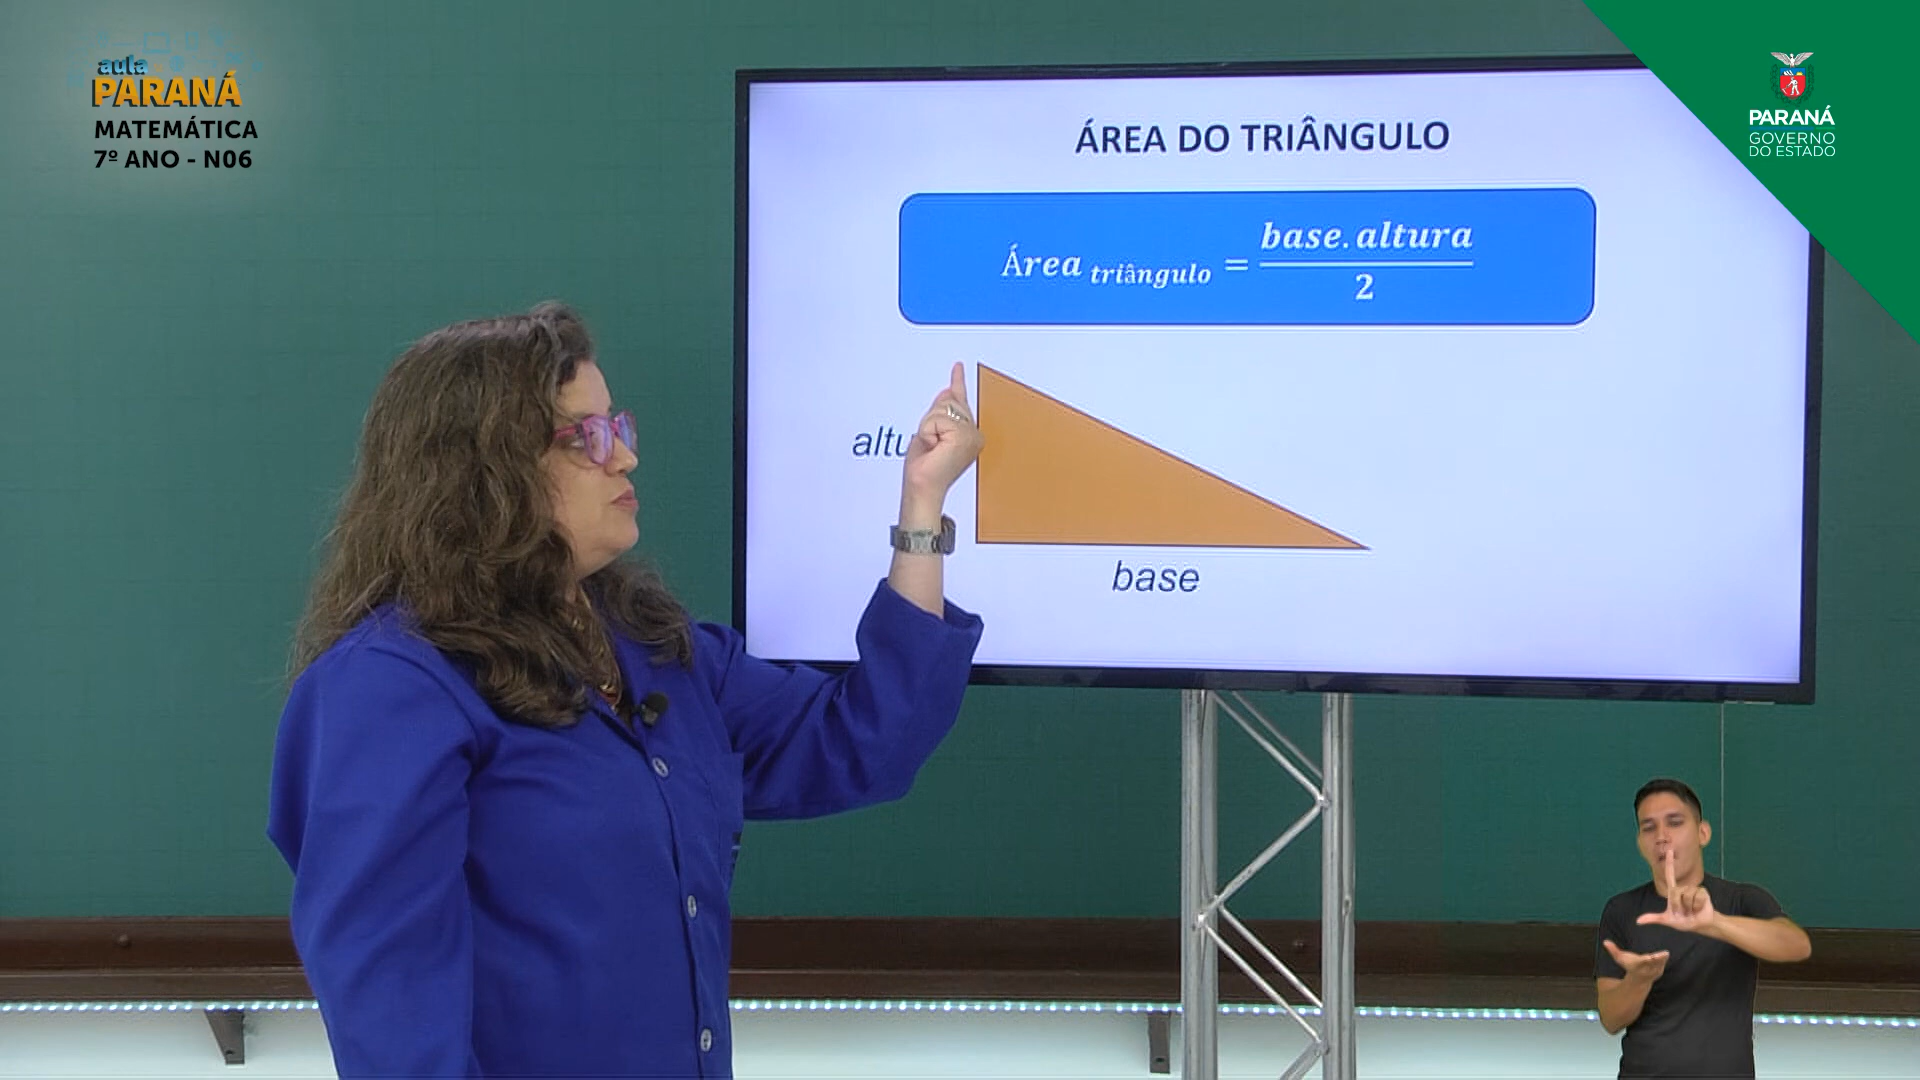 aula
PARANÁ
MATEMÁTICA
7º ANO - N06
PARANÁ
GOVERNO
DO ESTADO
ÁREA DO TRIÂNGULO
Área triângulo = base. altura
2
altu
base